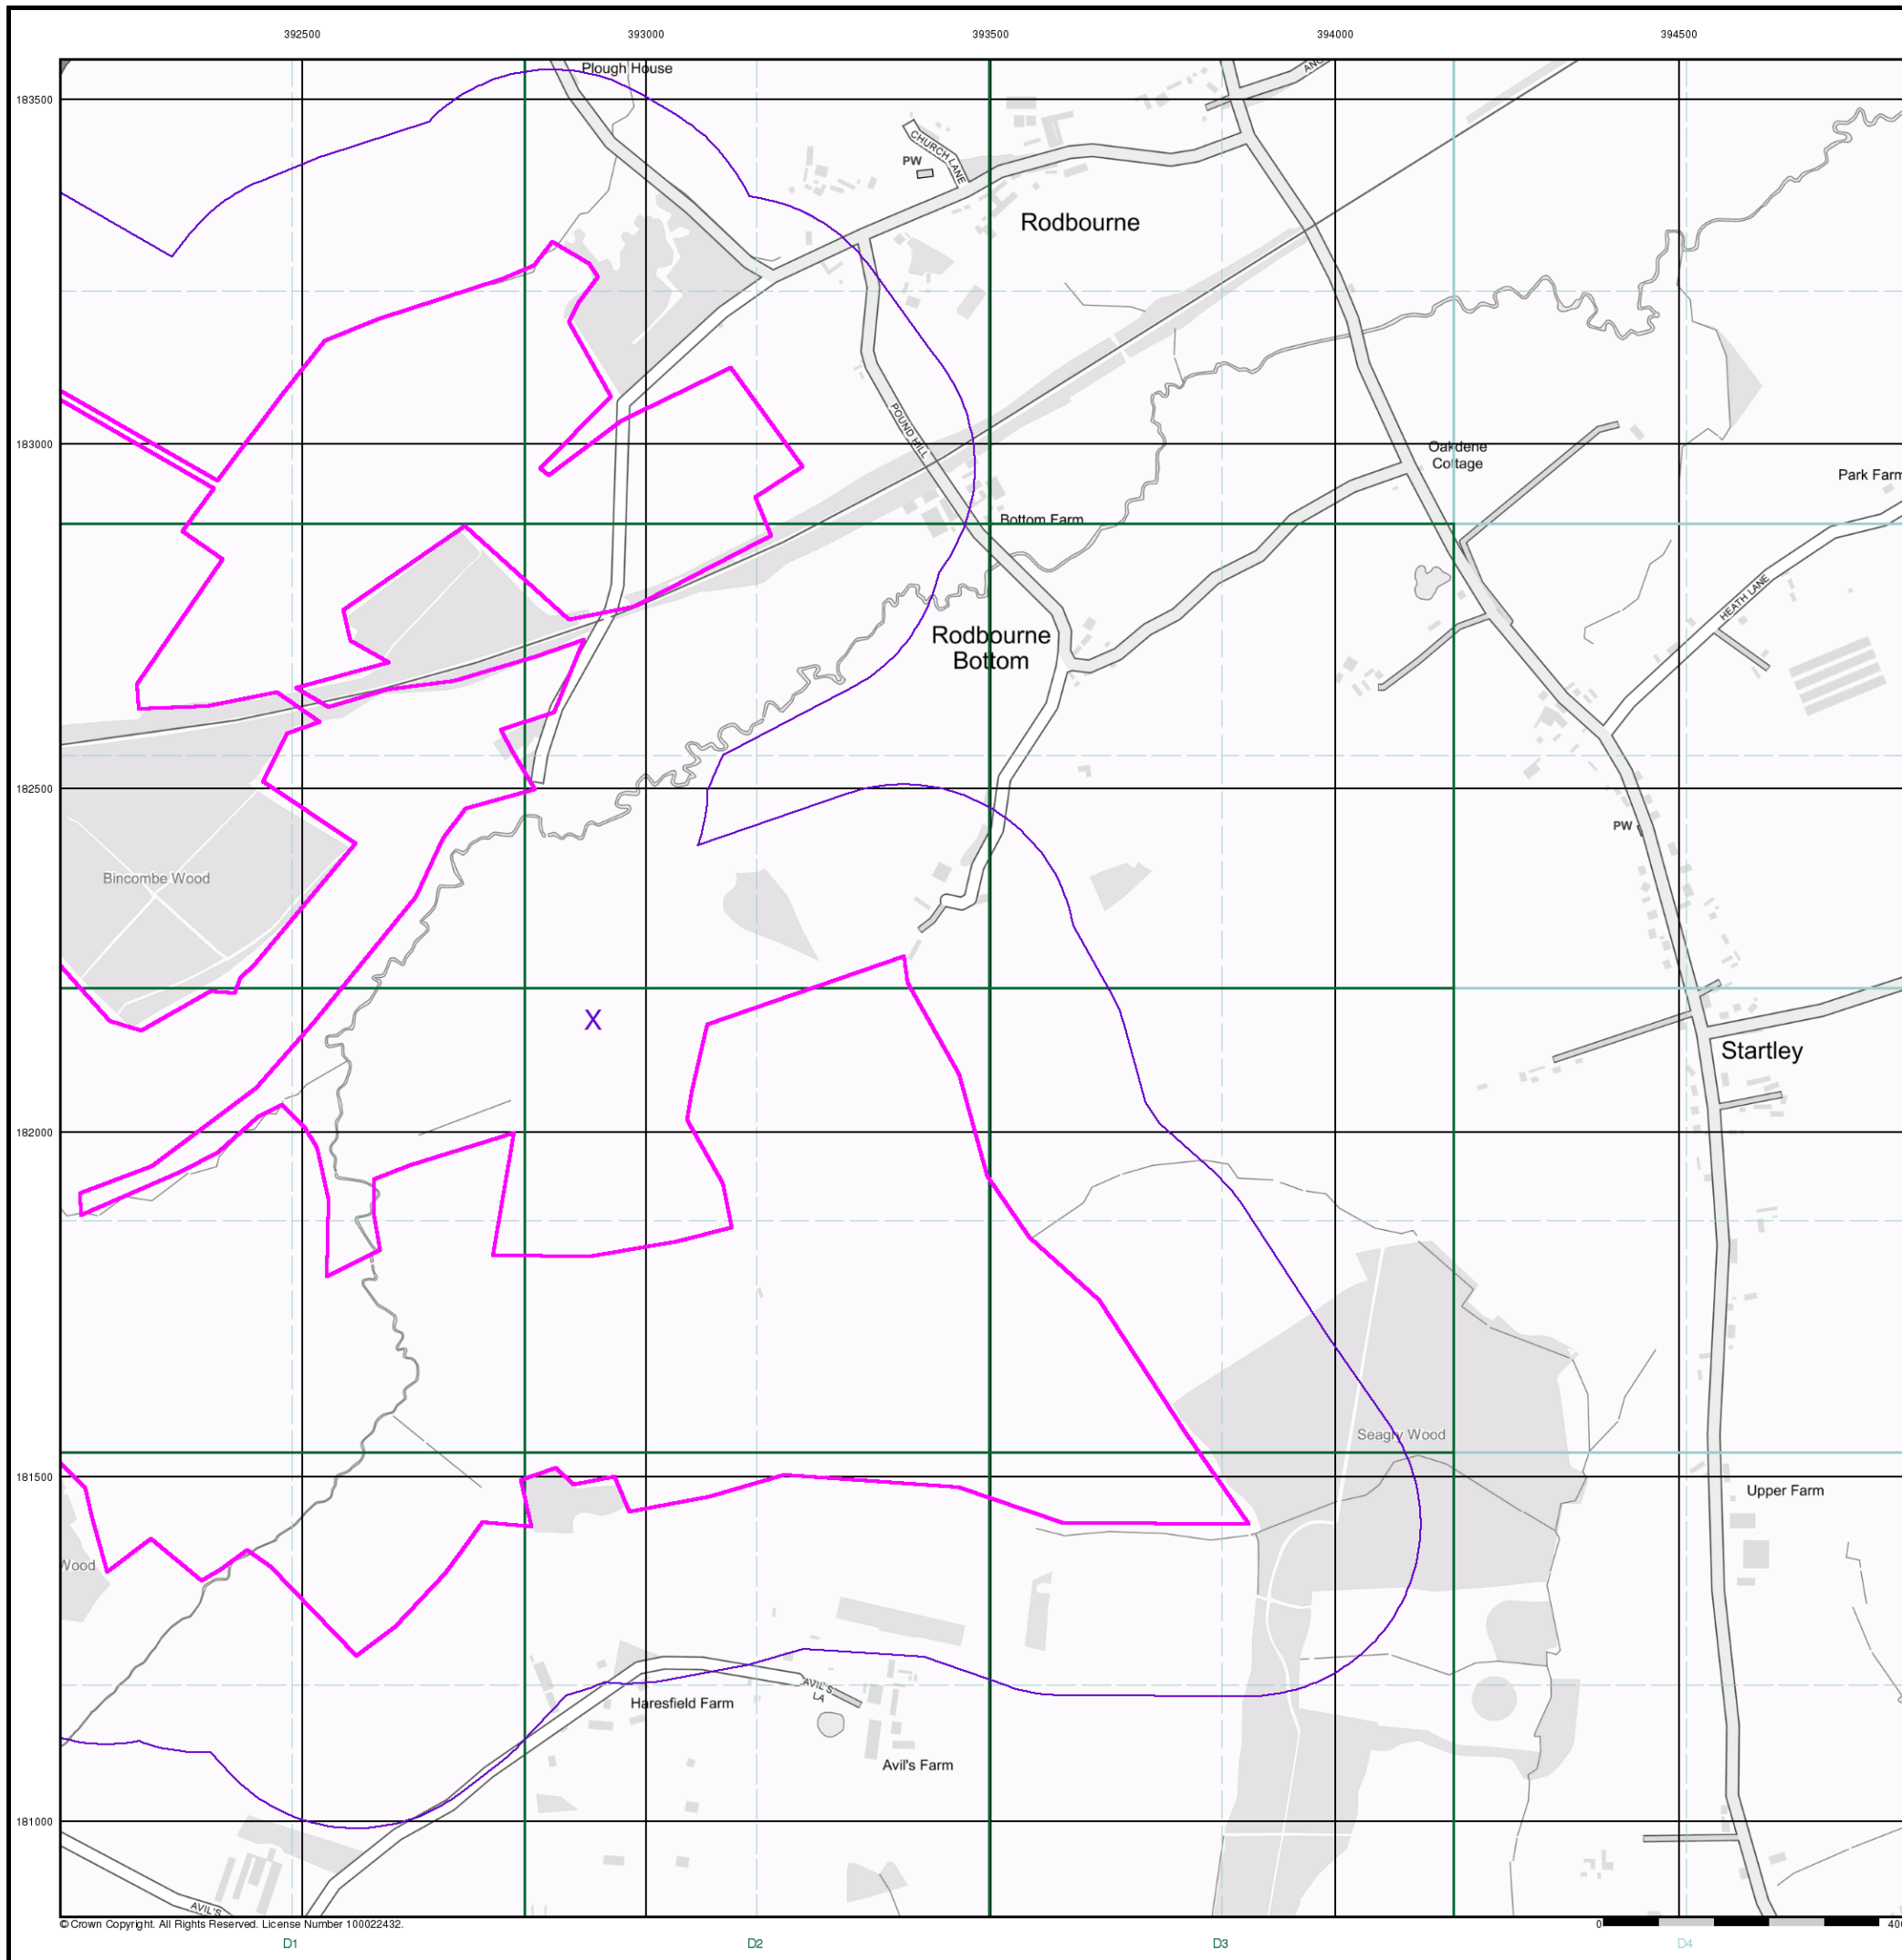 392500 393000 393500 394000 394500
183500
Plough House
ANG
CHURCH LANE
PW
Rodbourne
POUND HILL
183000
Oakdene
Cottage
Park Farm
Bottom Farm
HEATH LANE
Rodbourne
Bottom
182500
PW
Bincombe Wood
X
Startley
182000
Seagry Wood
181500
Upper Farm
Wood
AVIL'S
LA
Haresfield Farm
Avil's Farm
181000
AVIL'S
© Crown Copyright. All Rights Reserved. License Number 100022432.
0 400
D1 D2 D3 D4